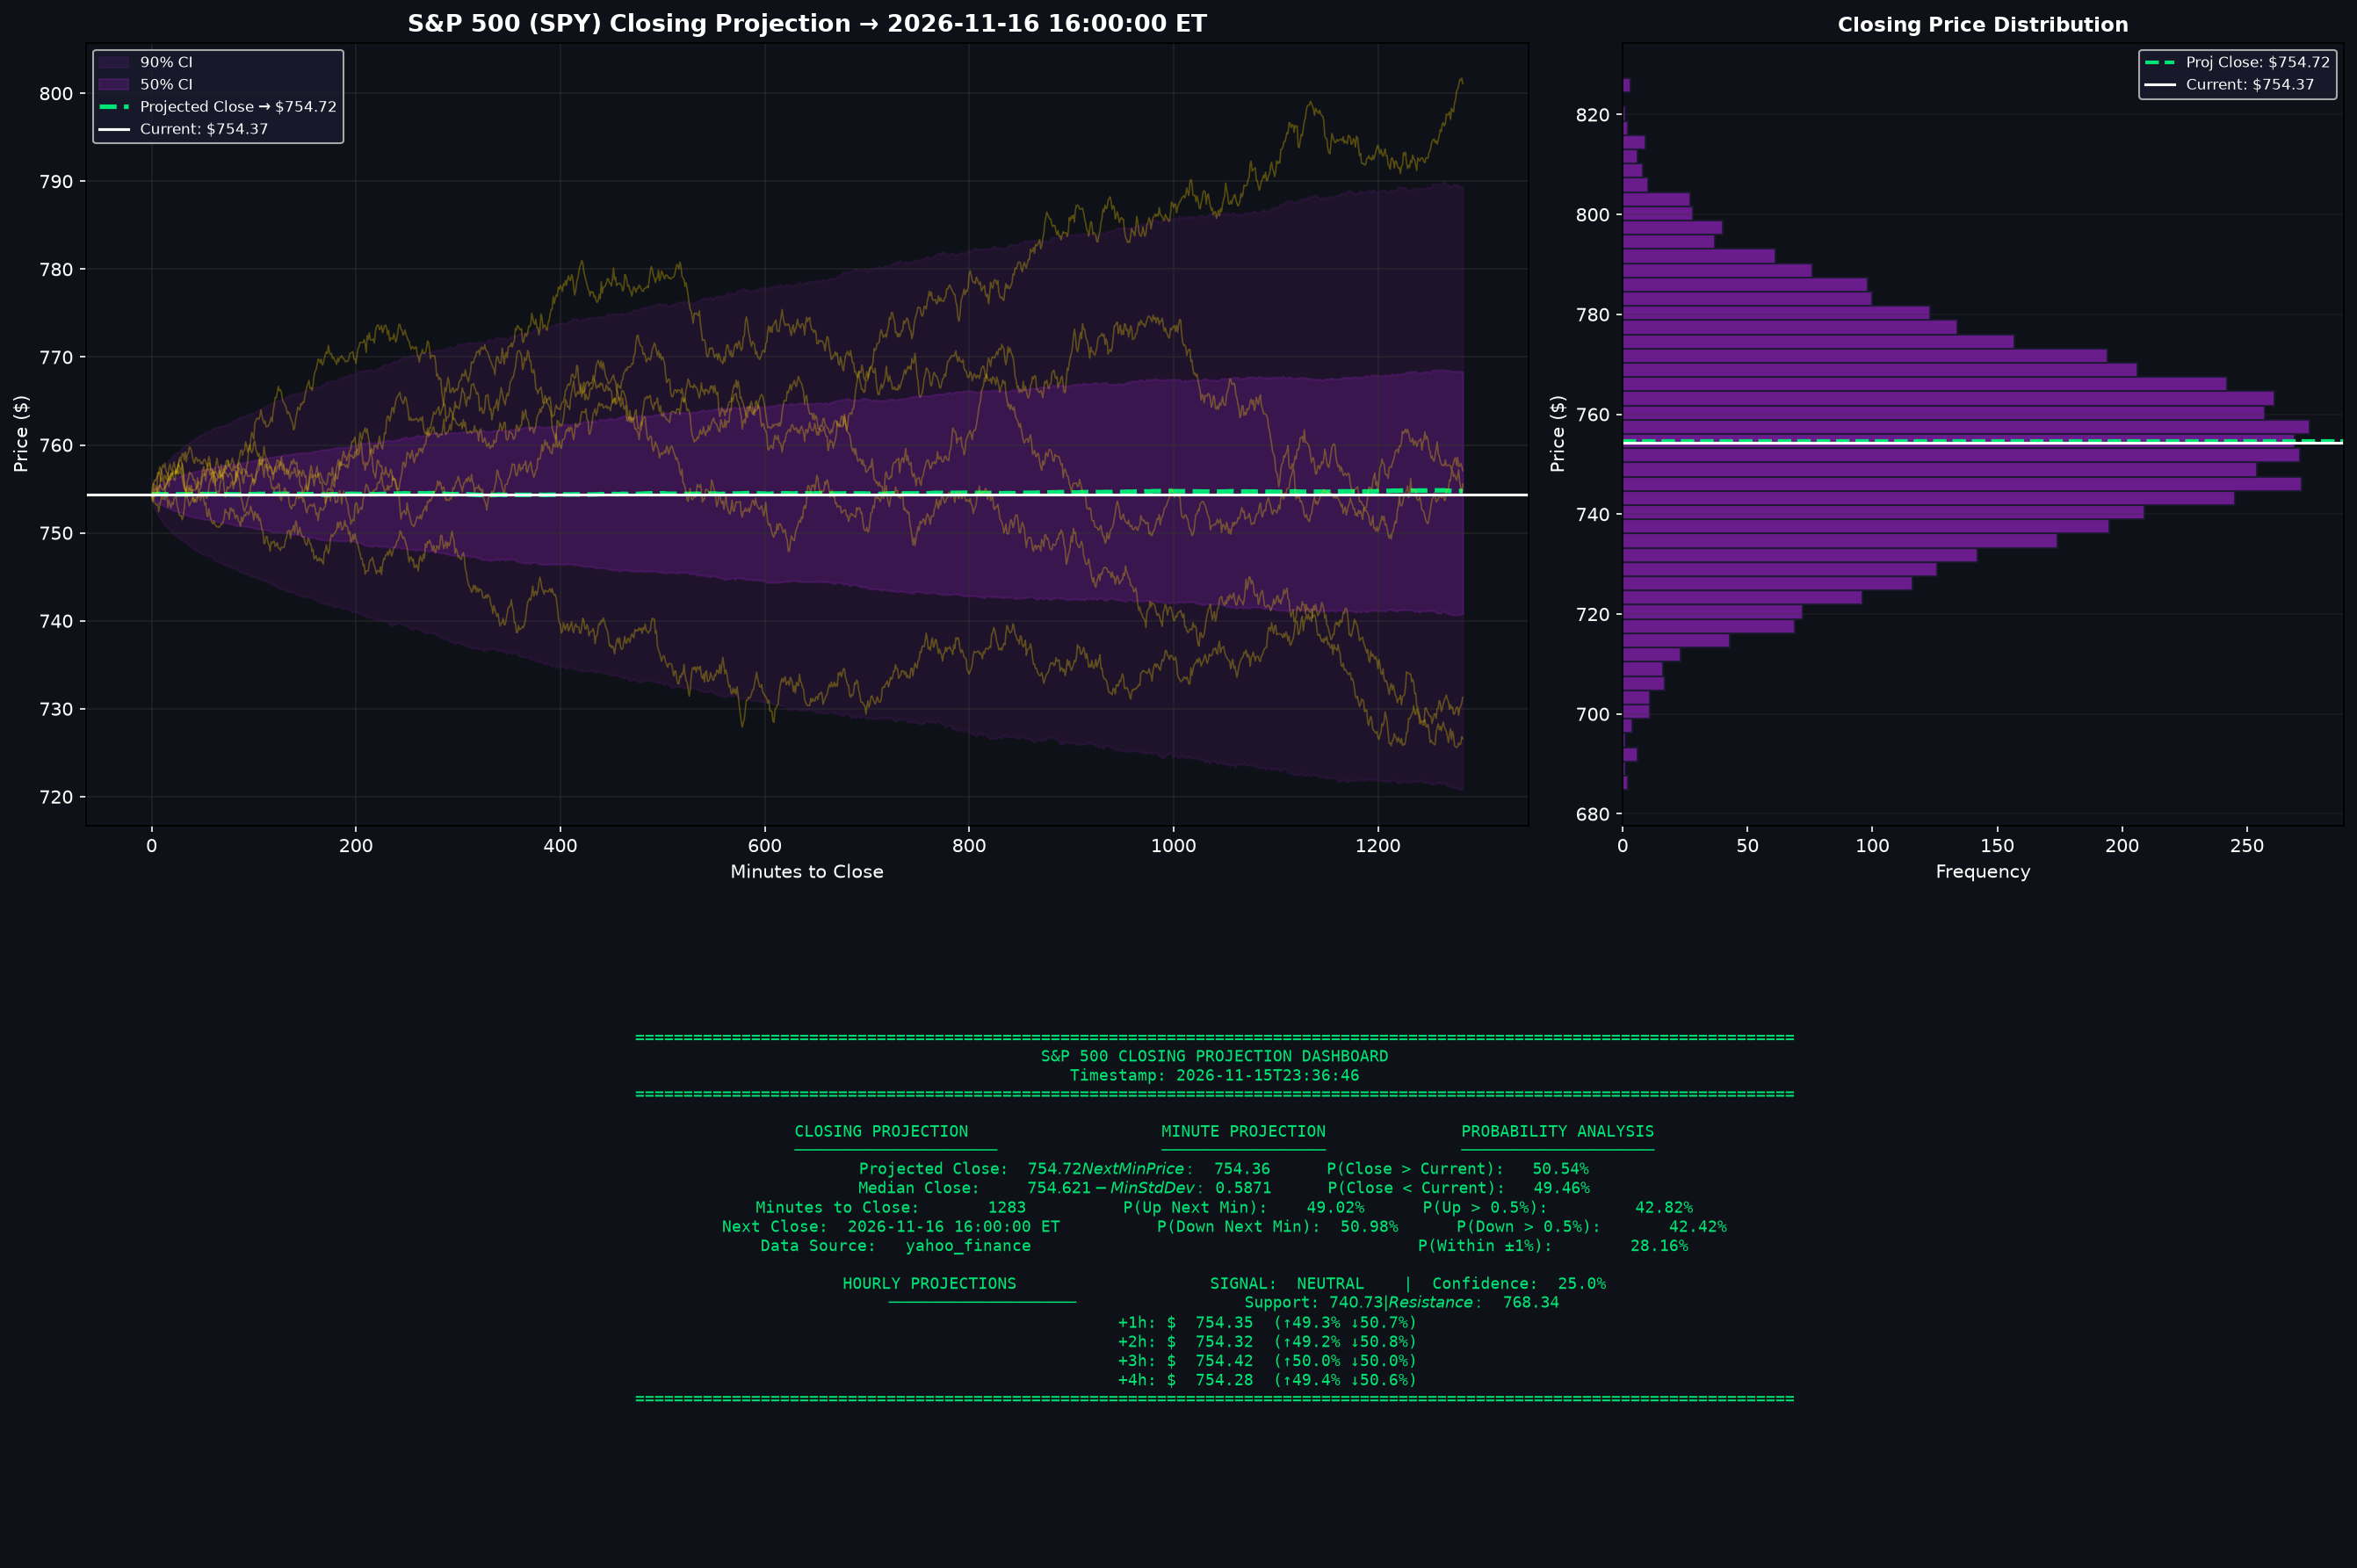 S&P 500 (SPY) Closing Projection → 2026-11-16 16:00:00 ET
90% CI
50% CI
Projected Close → $754.72
Current: $754.37
Price ($)
800
790
780
770
760
750
740
730
720
0 200 400 600 800 1000 1200
Minutes to Close
Closing Price Distribution
Proj Close: $754.72
Current: $754.37
Price ($)
820
800
780
760
740
720
700
680
0 50 100 150 200 250
Frequency
========================================================================================================================
S&P 500 CLOSING PROJECTION DASHBOARD
Timestamp: 2026-11-15T23:36:46
========================================================================================================================
CLOSING PROJECTION MINUTE PROJECTION PROBABILITY ANALYSIS
───────────────────── ───────────────── ────────────────────
Projected Close: 754.72NextMinPrice: 754.36 P(Close > Current): 50.54%
Median Close: 754.621−MinStdDev: 0.5871 P(Close < Current): 49.46%
Minutes to Close: 1283 P(Up Next Min): 49.02% P(Up > 0.5%): 42.82%
Next Close: 2026-11-16 16:00:00 ET P(Down Next Min): 50.98% P(Down > 0.5%): 42.42%
Data Source: yahoo_finance P(Within ±1%): 28.16%
HOURLY PROJECTIONS SIGNAL: NEUTRAL | Confidence: 25.0%
─────────────────── Support: 740.73|Resistance: 768.34
+1h: $ 754.35 (↑49.3% ↓50.7%)
+2h: $ 754.32 (↑49.2% ↓50.8%)
+3h: $ 754.42 (↑50.0% ↓50.0%)
+4h: $ 754.28 (↑49.4% ↓50.6%)
========================================================================================================================